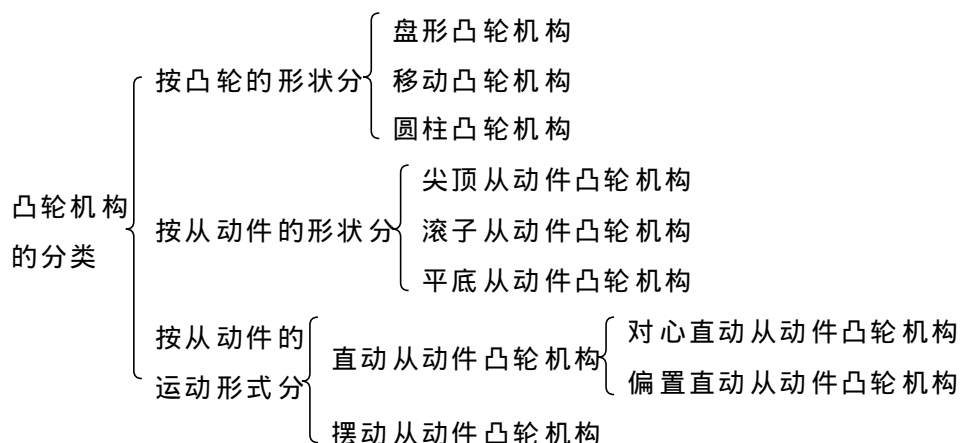 凸轮机构
的分类
按凸轮的形状分
盘形凸轮机构
移动凸轮机构
圆柱凸轮机构
按从动件的形状分
尖顶从动件凸轮机构
滚子从动件凸轮机构
平底从动件凸轮机构
按从动件的
运动形式分
直动从动件凸轮机构
对心直动从动件凸轮机构
偏置直动从动件凸轮机构
摆动从动件凸轮机构